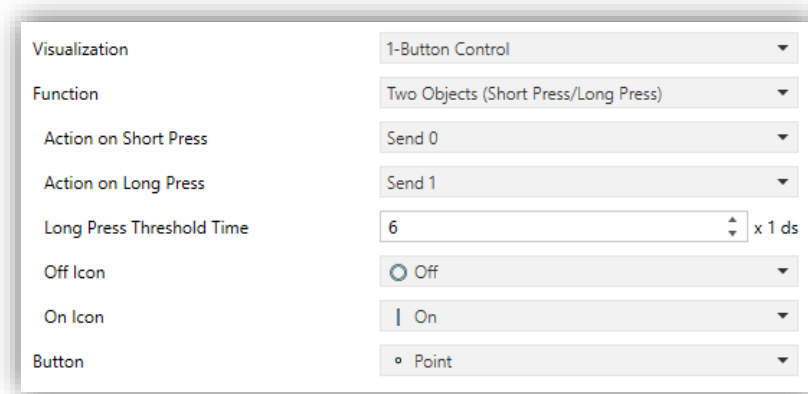 Visualization 1-Button Control
Function Two Objects (Short Press/Long Press)
Action on Short Press Send 0
Action on Long Press Send 1
Long Press Threshold Time 6 x 1 ds
Off Icon Off
On Icon On
Button Point